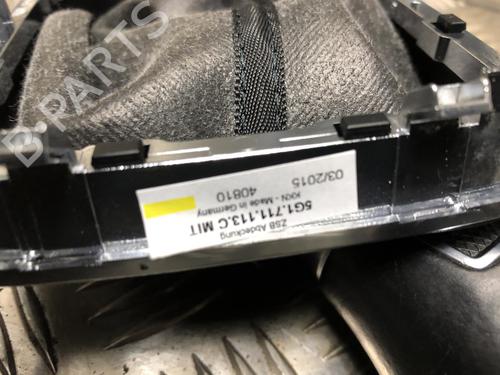 B-PARTS
ZSB Abdeckung
5G1.711.113.C MIT
KKN - Made in Germany
40810
03/2015